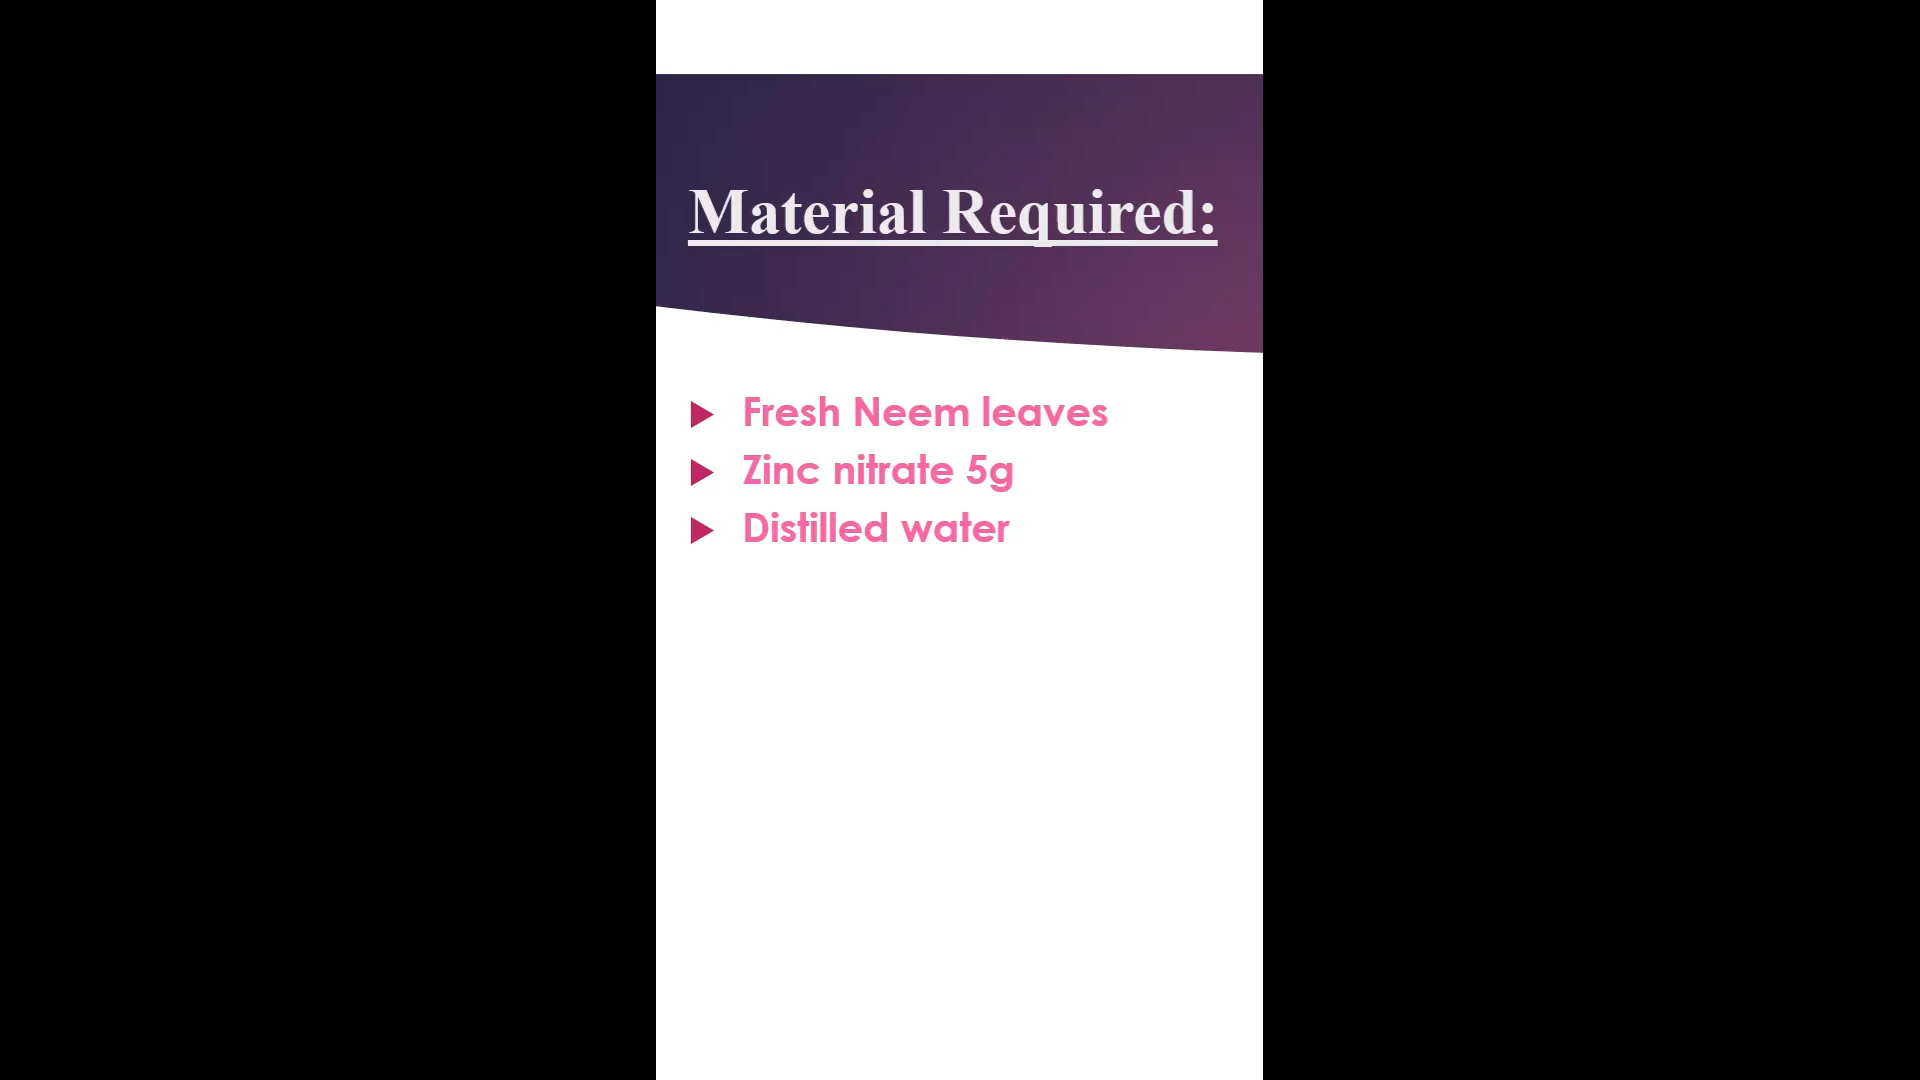 Material Required:
Fresh Neem leaves
Zinc nitrate 5g
Distilled water